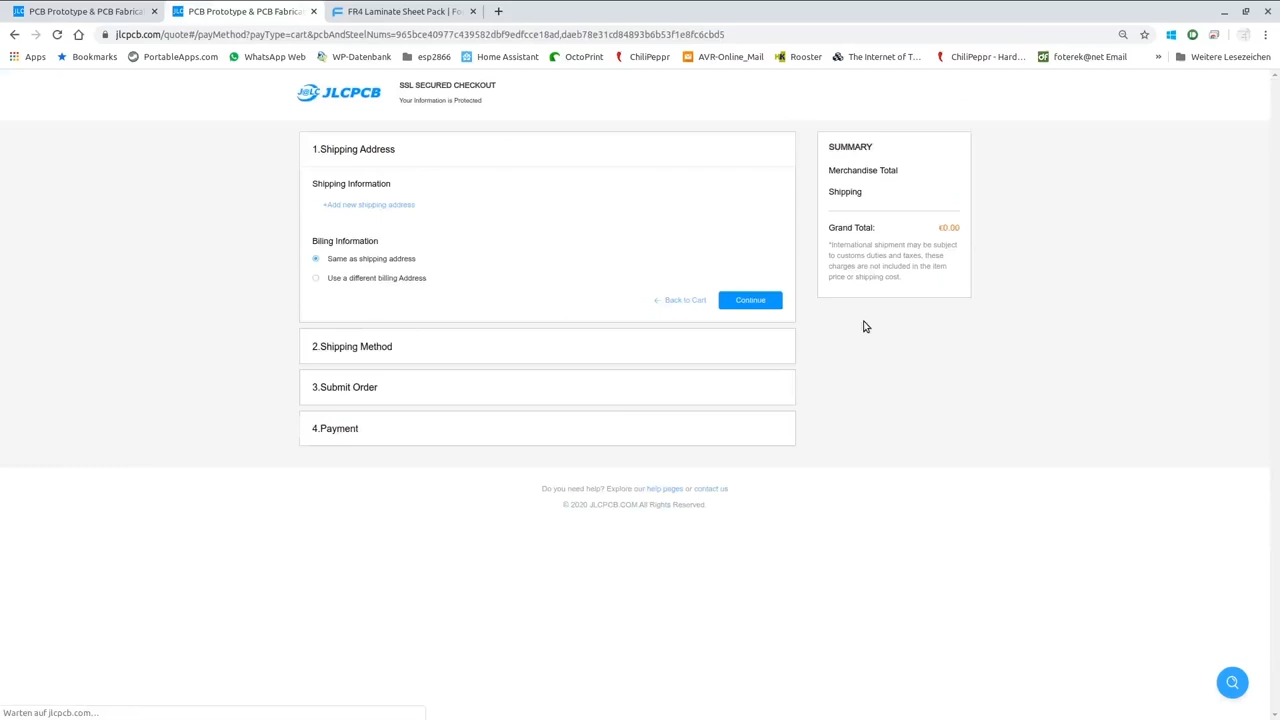 PCB Prototype & PCB Fabrica
PCB Prototype & PCB Fabrica
FR4 Laminate Sheet Pack | Fo
jlcpcb.com/quote#/payMethod?payType=cart&pcbAndSteelNums=965bce40977c439582dbf9edfcce18ad,daeb78e31cd84893b6b53f1e8fc6cbd5
Apps
Bookmarks
PortableApps.com
WhatsApp Web
WP-Datenbank
esp2866
Home Assistant
OctoPrint
ChiliPeppr
AVR-Online_Mail
Rooster
The Internet of T...
ChiliPeppr - Hard...
foterek@net Email
»
Weitere Lesezeichen
J@LC JLCPCB
SSL SECURED CHECKOUT
Your Information is Protected
1.Shipping Address
Shipping Information
+Add new shipping address
Biling Information
Same as shipping address
Use a different billing Address
← Back to Cart
Continue
2.Shipping Method
3.Submit Order
4.Payment
SUMMARY
Merchandise Total
Shipping
Grand Total: €0.00
*International shipment may be subject
to customs duties and taxes, these
charges are not included in the item
price or shipping cost.
Do you need help? Explore our help pages or contact us
© 2020 JLCPCB.COM All Rights Reserved
Warten auf jlcpcb.com...